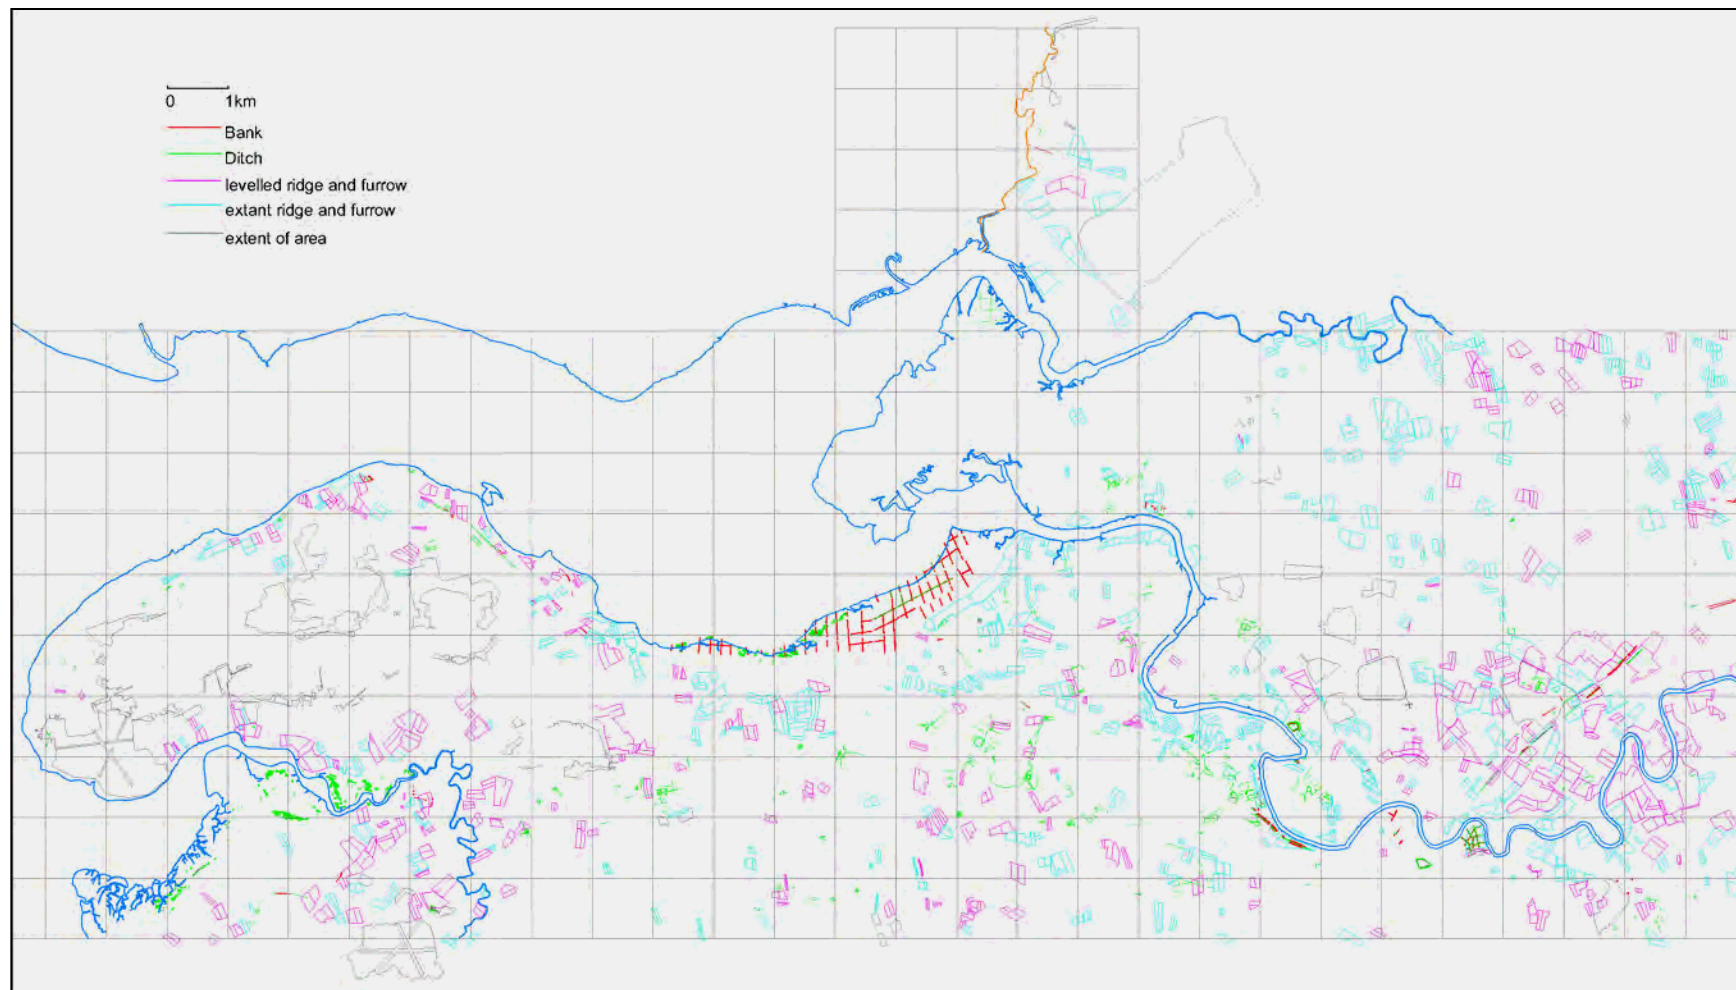 0 1km
Bank
Ditch
levelled ridge and furrow
extant ridge and furrow
extent of area